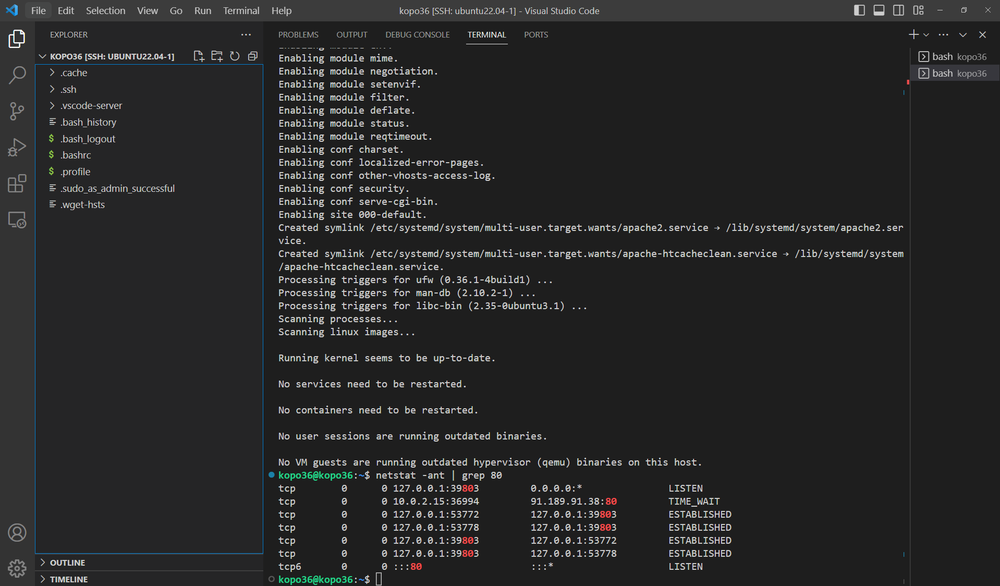 File Edit Selection View Go Run Terminal Help
kopo36 [SSH: ubuntu22.04-1] - Visual Studio Code
EXPLORER
KOPO36 [SSH: UBUNTU22.04-1]
.cache
.ssh
.vscode-server
.bash_history
.bash_logout
.bashrc
.profile
.sudo_as_admin_successful
.wget-hsts
OUTLINE
TIMELINE
PROBLEMS OUTPUT DEBUG CONSOLE TERMINAL PORTS
Enabling module mime.
Enabling module negotiation.
Enabling module setenvif.
Enabling module filter.
Enabling module deflate.
Enabling module status.
Enabling module reqtimeout.
Enabling conf charset.
Enabling conf localized-error-pages.
Enabling conf other-vhosts-access-log.
Enabling conf security.
Enabling conf serve-cgi-bin.
Enabling site 000-default.
Created symlink /etc/systemd/system/multi-user.target.wants/apache2.service → /lib/systemd/system/apache2.ser
vice.
Created symlink /etc/systemd/system/multi-user.target.wants/apache-htcacheclean.service → /lib/systemd/system
/apache-htcacheclean.service.
Processing triggers for ufw (0.36.1-4build1) ...
Processing triggers for man-db (2.10.2-1) ...
Processing triggers for libc-bin (2.35-0ubuntu3.1) ...
Scanning processes...
Scanning linux images...
Running kernel seems to be up-to-date.
No services need to be restarted.
No containers need to be restarted.
No user sessions are running outdated binaries.
No VM guests are running outdated hypervisor (qemu) binaries on this host.
kopo36@kopo36:~$ netstat -ant | grep 80
tcp 0 0 127.0.0.1:39803 0.0.0.0:* LISTEN
tcp 0 0 10.0.2.15:36994 91.189.91.38:80 TIME_WAIT
tcp 0 0 127.0.0.1:53772 127.0.0.1:39803 ESTABLISHED
tcp 0 0 127.0.0.1:53778 127.0.0.1:39803 ESTABLISHED
tcp 0 0 127.0.0.1:39803 127.0.0.1:53772 ESTABLISHED
tcp 0 0 127.0.0.1:39803 127.0.0.1:53778 ESTABLISHED
tcp6 0 0 :::80 :::* LISTEN
kopo36@kopo36:~$
bash kopo36
bash kopo36